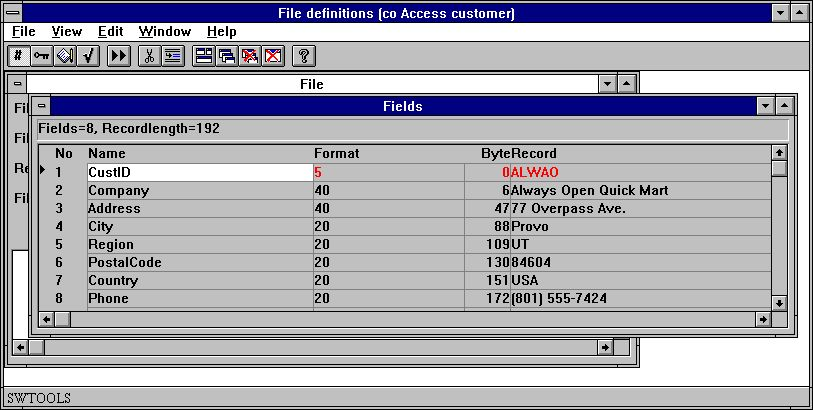 File definitions (co Access customer)
File View Edit Window Help
#
?
File
Fil
Fil
Re
Fil
Fields
Fields=8, Recordlength=192
No Name Format Byte Record
1 CustID 5 0 ALWAO
2 Company 40 6 Always Open Quick Mart
3 Address 40 47 77 Overpass Ave.
4 City 20 88 Provo
5 Region 20 109 UT
6 PostalCode 20 130 84604
7 Country 20 151 USA
8 Phone 20 172 (801) 555-7424
SWTOOLS